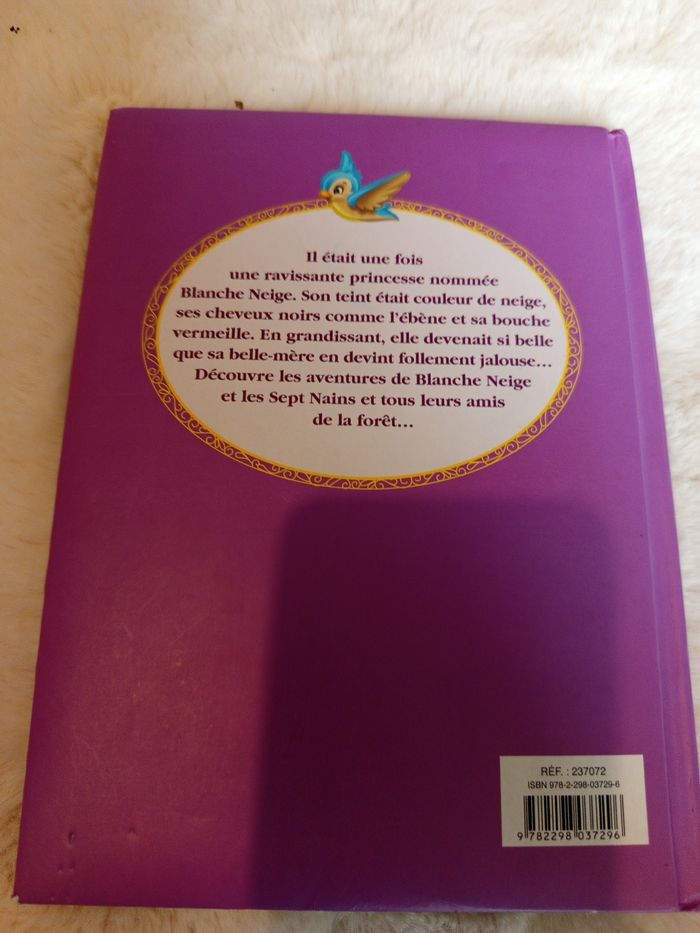 Il était une fois
une ravissante princesse nommée
Blanche Neige. Son teint était couleur de neige,
ses cheveux noirs comme l'ébène et sa bouche
vermeille. En grandissant, elle devenait si belle
que sa belle-mère en devint follement jalouse...
Découvre les aventures de Blanche Neige
et les Sept Nains et tous leurs amis
de la forêt...
RÉF. : 237072
ISBN 978-2-298-03729-6
9 782298 037296